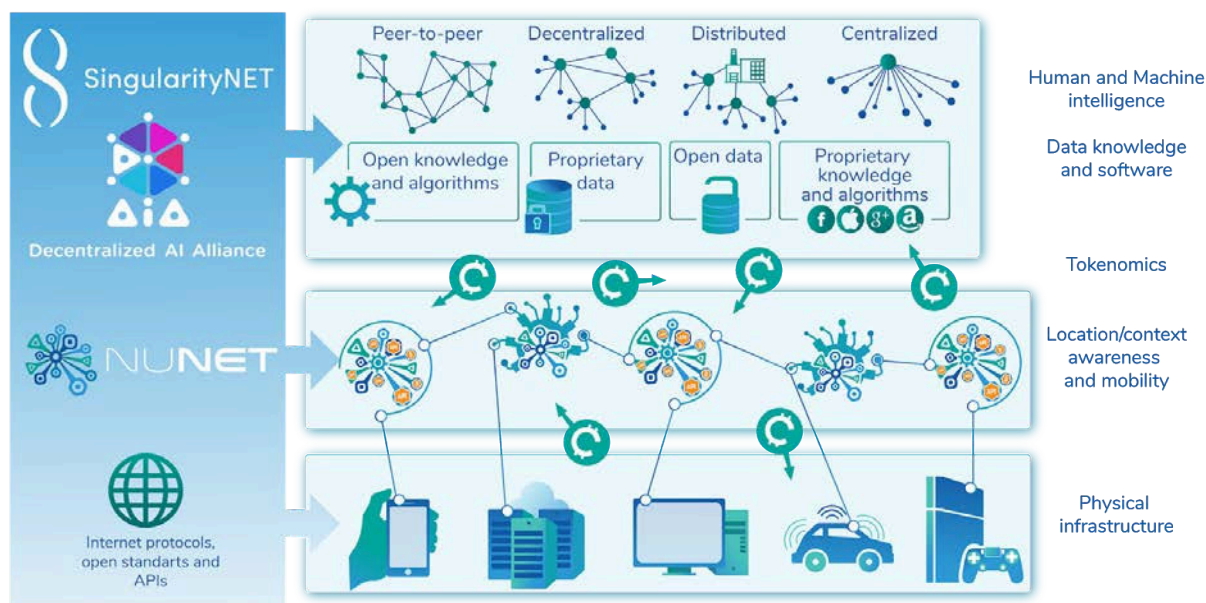 SingularityNET
AiA
Decentralized AI Alliance
NUNET
Internet protocols,
open standarts and
APIs
Peer-to-peer
Decentralized
Distributed
Centralized
Open knowledge
and algorithms
Proprietary
data
Open data
Proprietary
knowledge
and algorithms
f
g+
a
Human and Machine
intelligence
Data knowledge
and software
Tokenomics
Location/context
awareness
and mobility
Physical
infrastructure